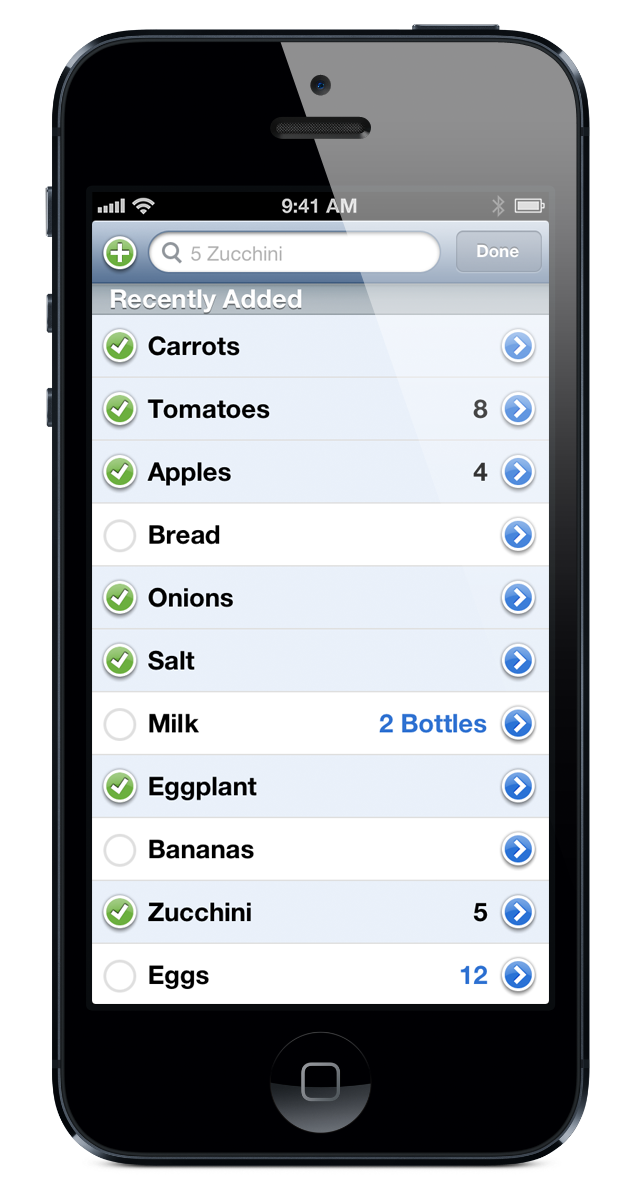 9:41 AM
5 Zucchini
Done
Recently Added
Carrots
Tomatoes 8
Apples 4
Bread
Onions
Salt
Milk 2 Bottles
Eggplant
Bananas
Zucchini 5
Eggs 12